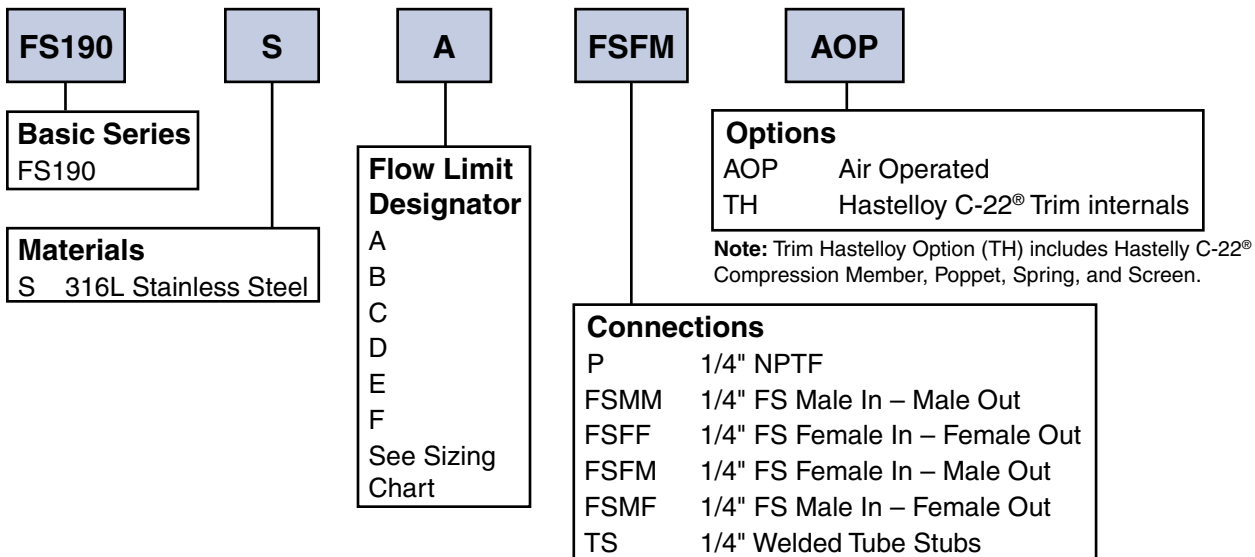 FS190 S A FSFM AOP
Basic Series
FS190
Materials
S 316L Stainless Steel
Flow Limit
Designator
A
B
C
D
E
F
See Sizing
Chart
Options
AOP Air Operated
TH Hastelloy C-22® Trim internals
Note: Trim Hastelloy Option (TH) includes Hastelly C-22®
Compression Member, Poppet, Spring, and Screen.
Connections
P 1/4" NPTF
FSMM 1/4" FS Male In – Male Out
FSFF 1/4" FS Female In – Female Out
FSFM 1/4" FS Female In – Male Out
FSMF 1/4" FS Male In – Female Out
TS 1/4" Welded Tube Stubs